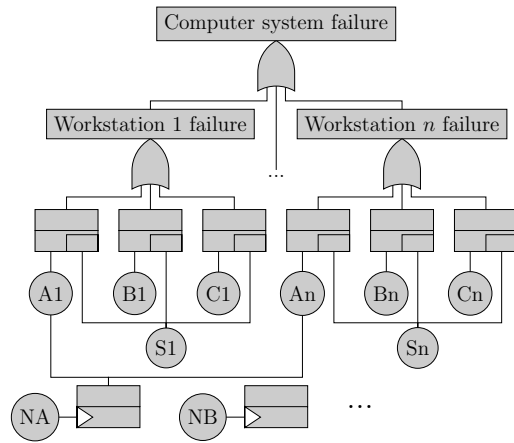 Computer system failure
Workstation 1 failure
Workstation n failure
...
A1
B1
C1
An
Bn
Cn
S1
Sn
NA
NB
...